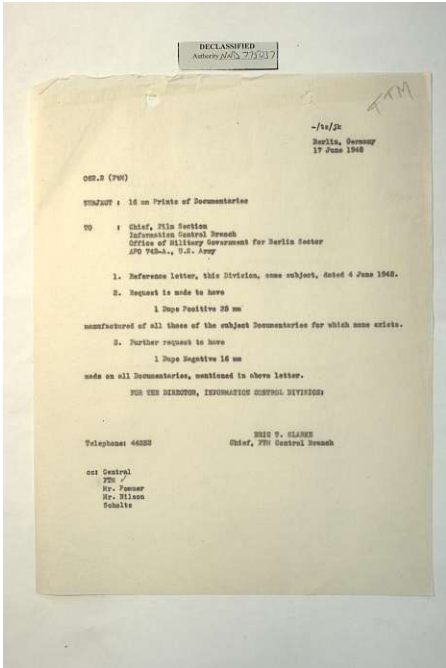 DECLASSIFIED
Authority NND 775037
TTM
Berlin, Germany
17 June 1948
062.2 (FTM)
SUBJECT : 16 mm Prints of Documentaries
TO : Chief, Film Section
Information Control Branch
Office of Military Government for Berlin Sector
APO 742-A., U.S. Army
1. Reference letter, this Division, same subject, dated 4 June 1948.
2. Request is made to have
1 Dupe Positive 35 mm
manufactured of all those of the subject Documentaries for which none exists.
3. Further request to have
1 Dupe Negative 16 mm
made on all Documentaries, mentioned in above letter.
FOR THE DIRECTOR, INFORMATION CONTROL DIVISION:
ERIC T. CLARKE
Telephone: 44252 Chief, FTM Control Branch
cc: Central
FTM ✓
Mr. Pommer
Mr. Nilson
Scholtz